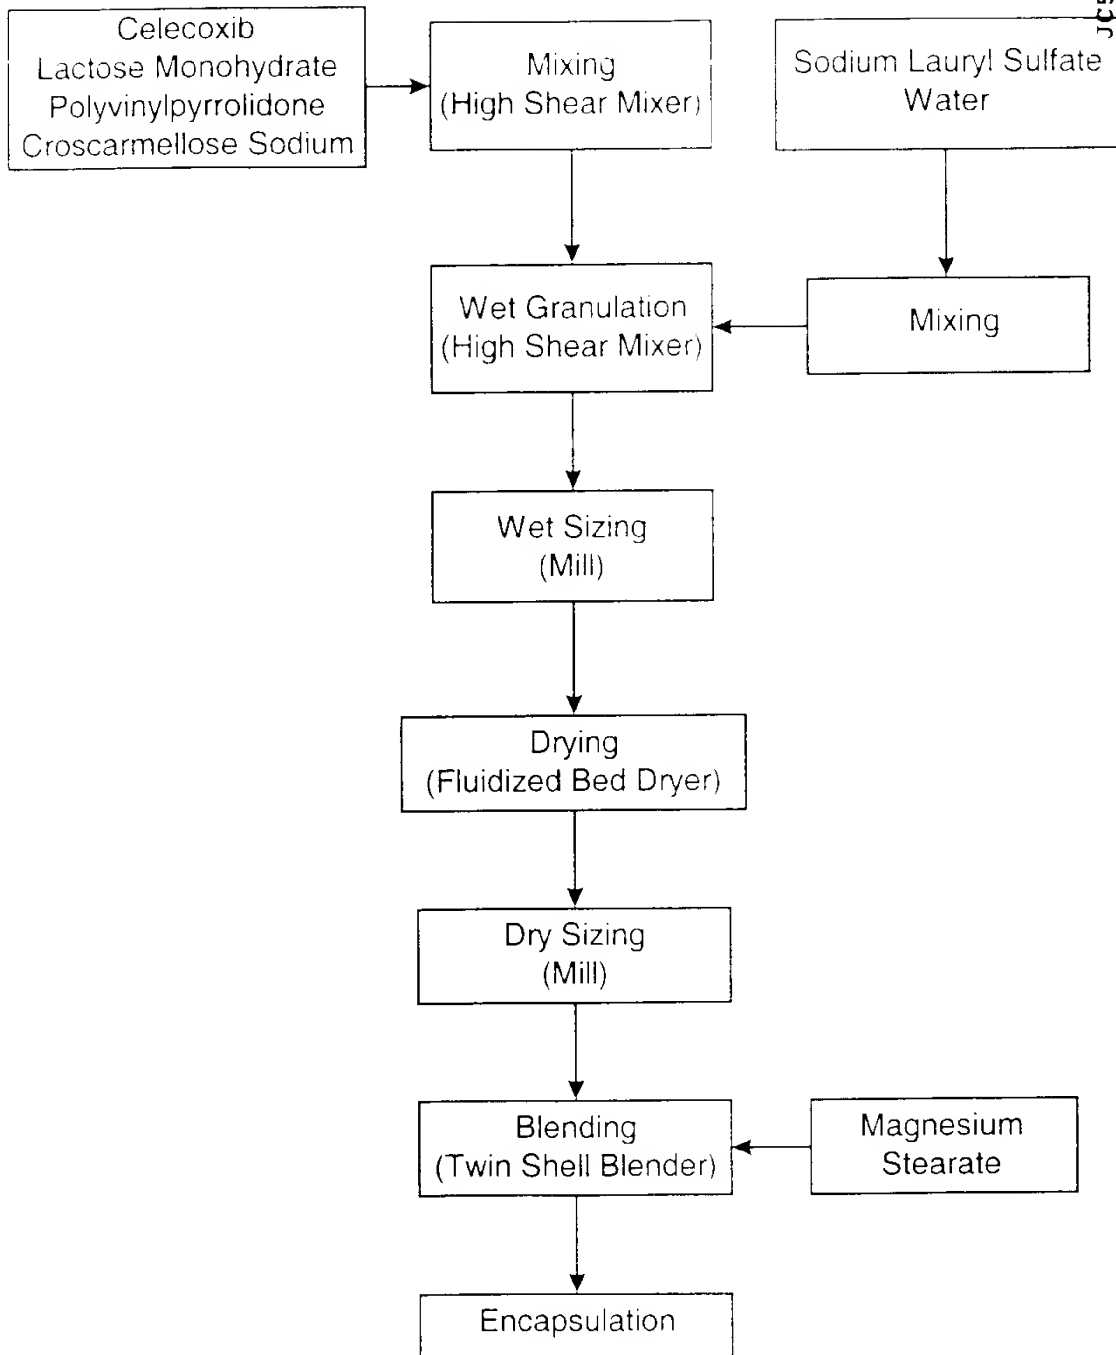 Celecoxib
Lactose Monohydrate
Polyvinylpyrrolidone
Croscarmellose Sodium
Mixing
(High Shear Mixer)
Sodium Lauryl Sulfate
Water
Wet Granulation
(High Shear Mixer)
Mixing
Wet Sizing
(Mill)
Drying
(Fluidized Bed Dryer)
Dry Sizing
(Mill)
Blending
(Twin Shell Blender)
Magnesium
Stearate
Encapsulation